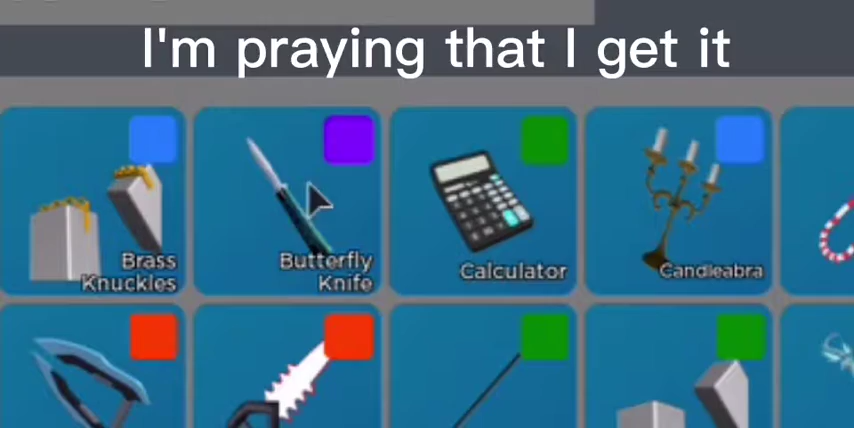 I'm praying that I get it
Brass
Knuckles
Butterfly
Knife
Calculator
Candleabra